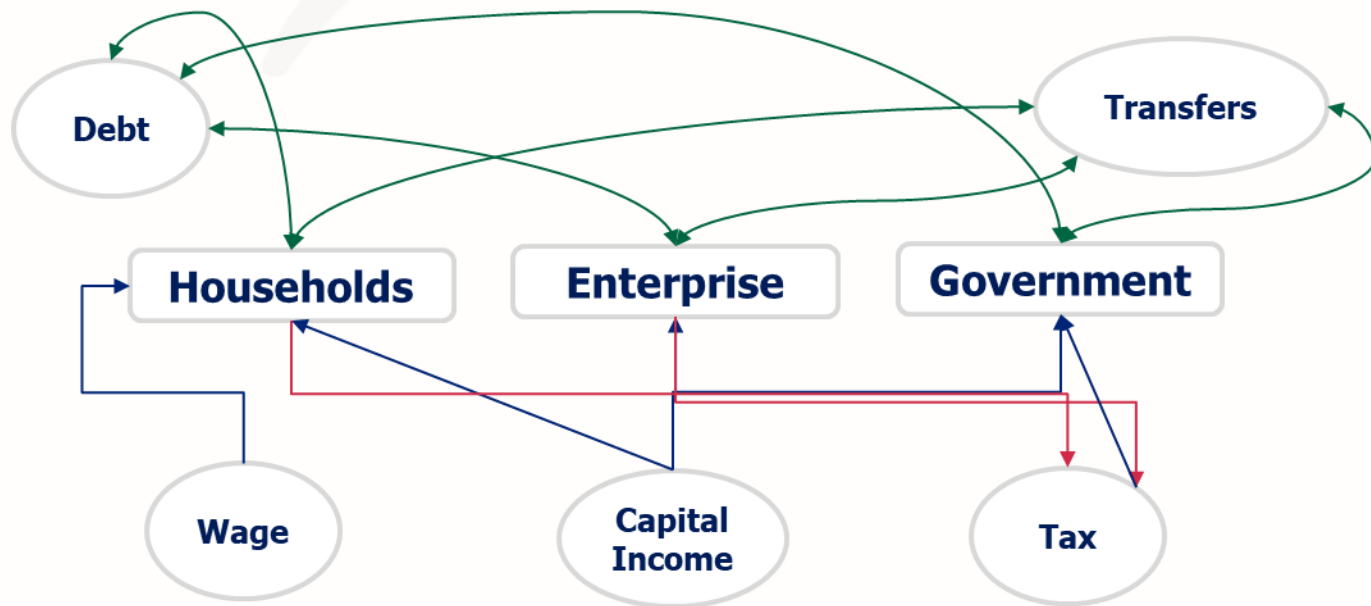 Debt
Transfers
Households
Enterprise
Government
Wage
Capital
Income
Tax